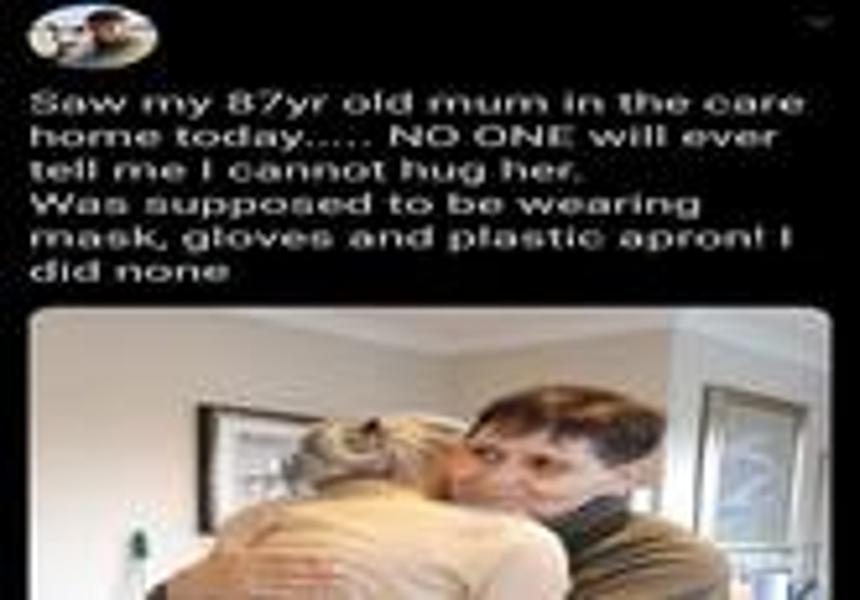 Saw my 87yr old mum in the care
home today..... NO ONE will ever
tell me I cannot hug her.
Was supposed to be wearing
mask, gloves and plastic apron! I
did none